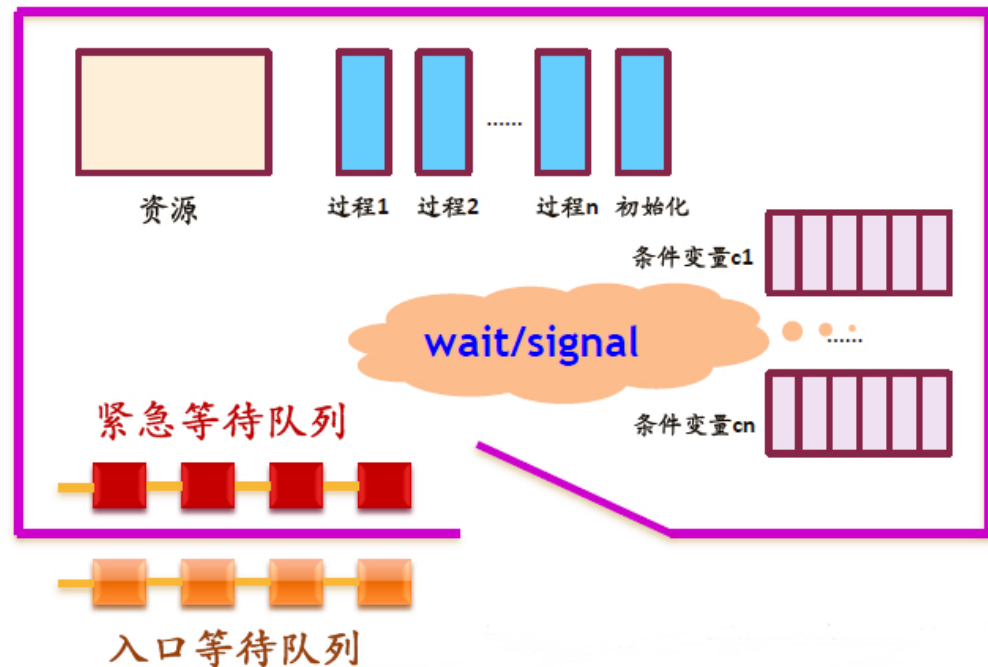 资源
过程1
过程2
......
过程n
初始化
条件变量c1
wait/signal
......
条件变量cn
紧急等待队列
入口等待队列